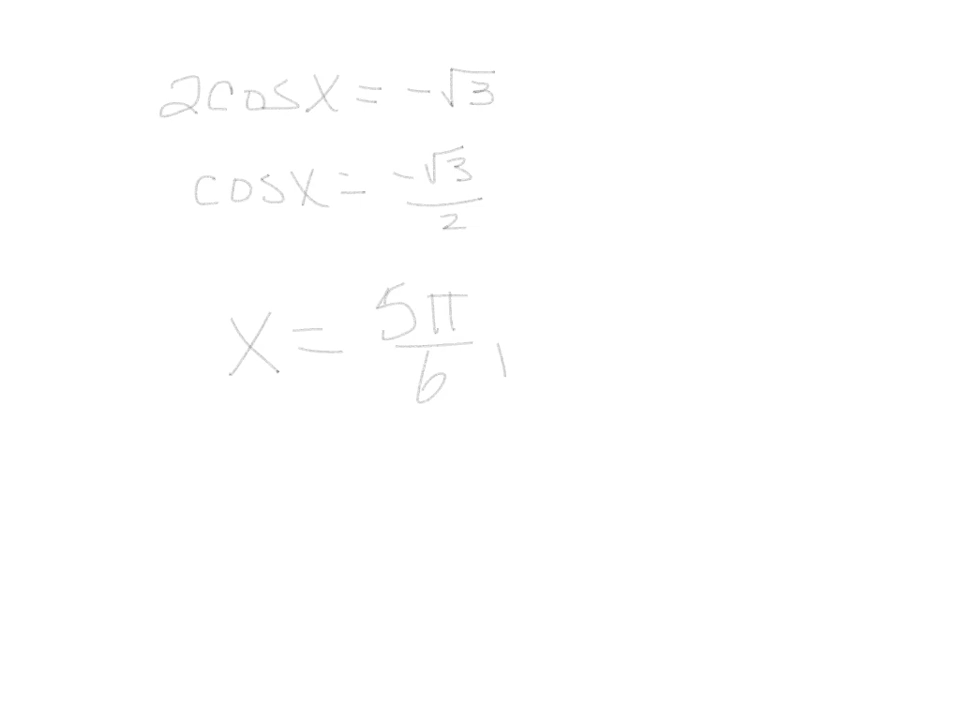 2cosx = -√3
cosx = -√3/2
x = 5π/6 ,